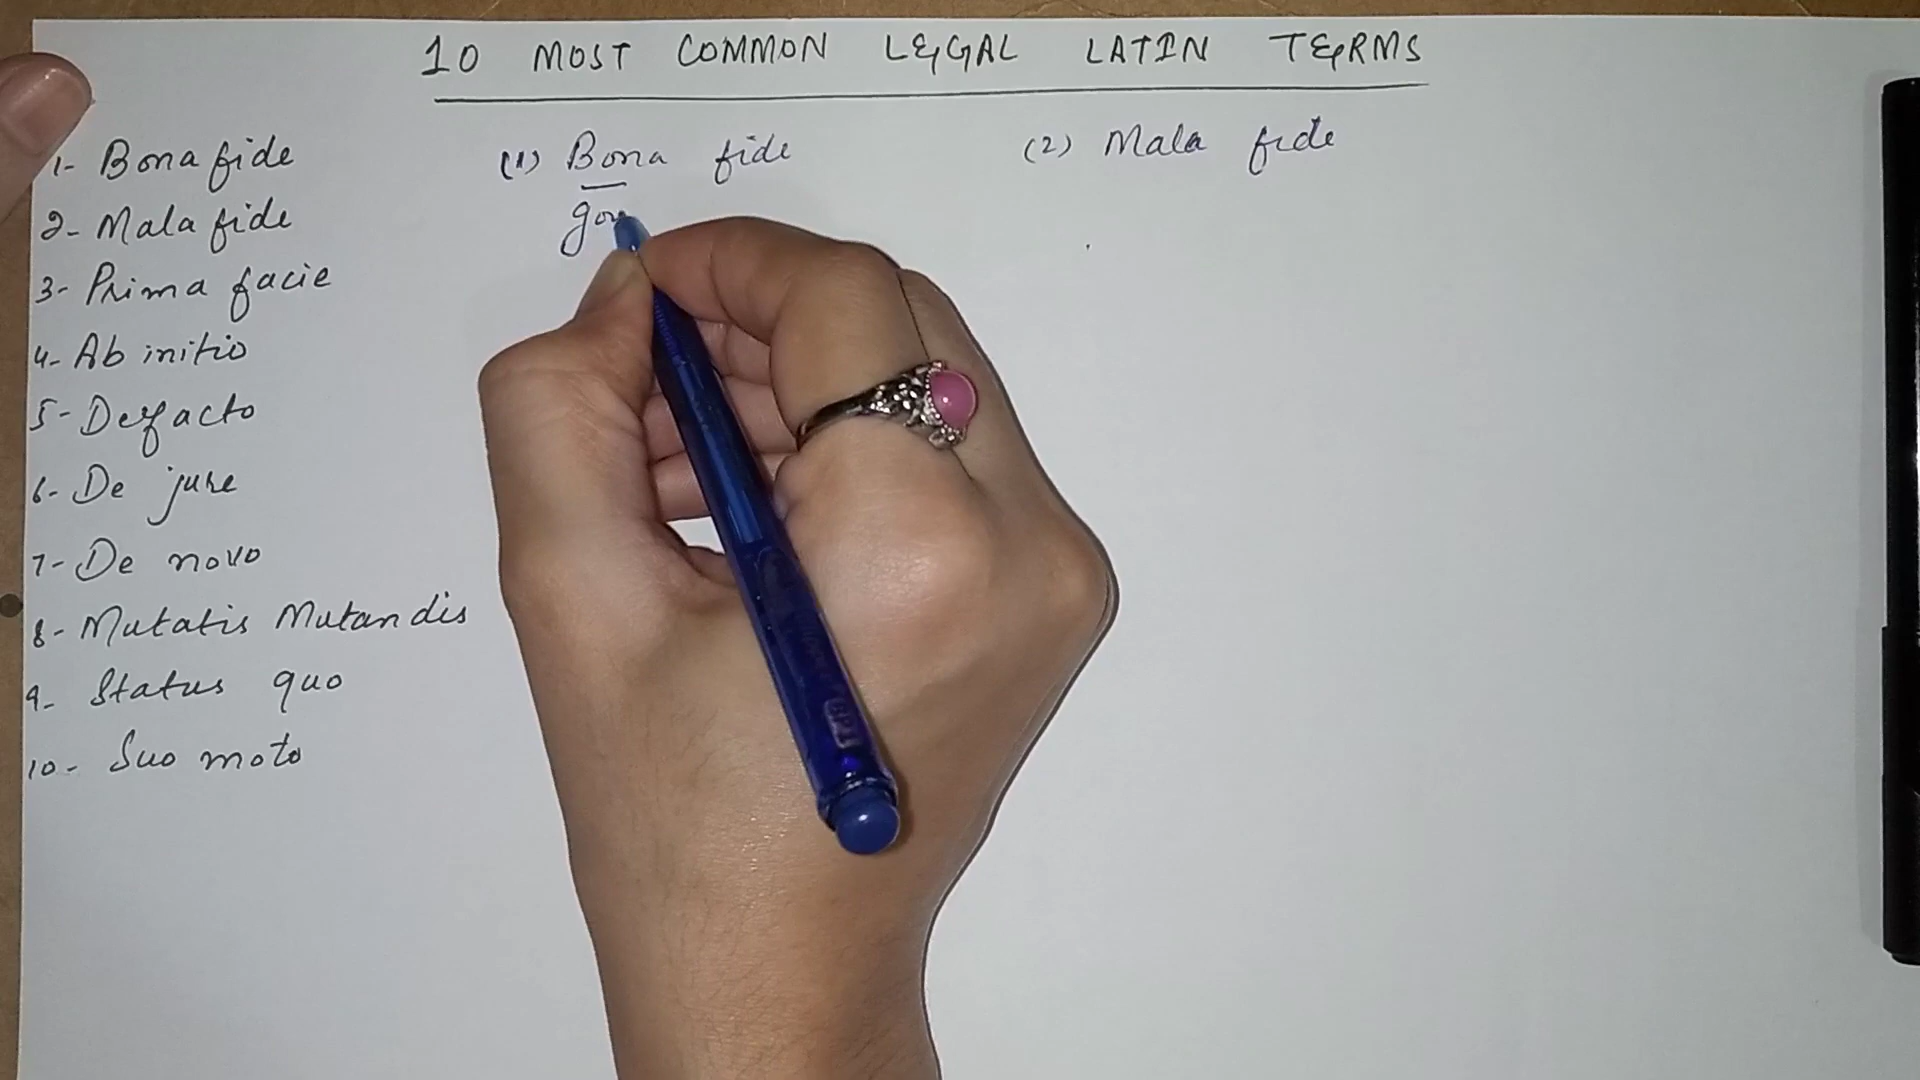 10 MOST COMMON LEGAL LATIN TERMS
1- Bonafide
2- Mala fide
3- Prima facie
4- Ab initio
5- Defacto
6- De jure
7- De novo
8- Mutatis Mutandis
9- Status quo
10- Suo moto
(1) Bona fide
goo
(2) Mala fide